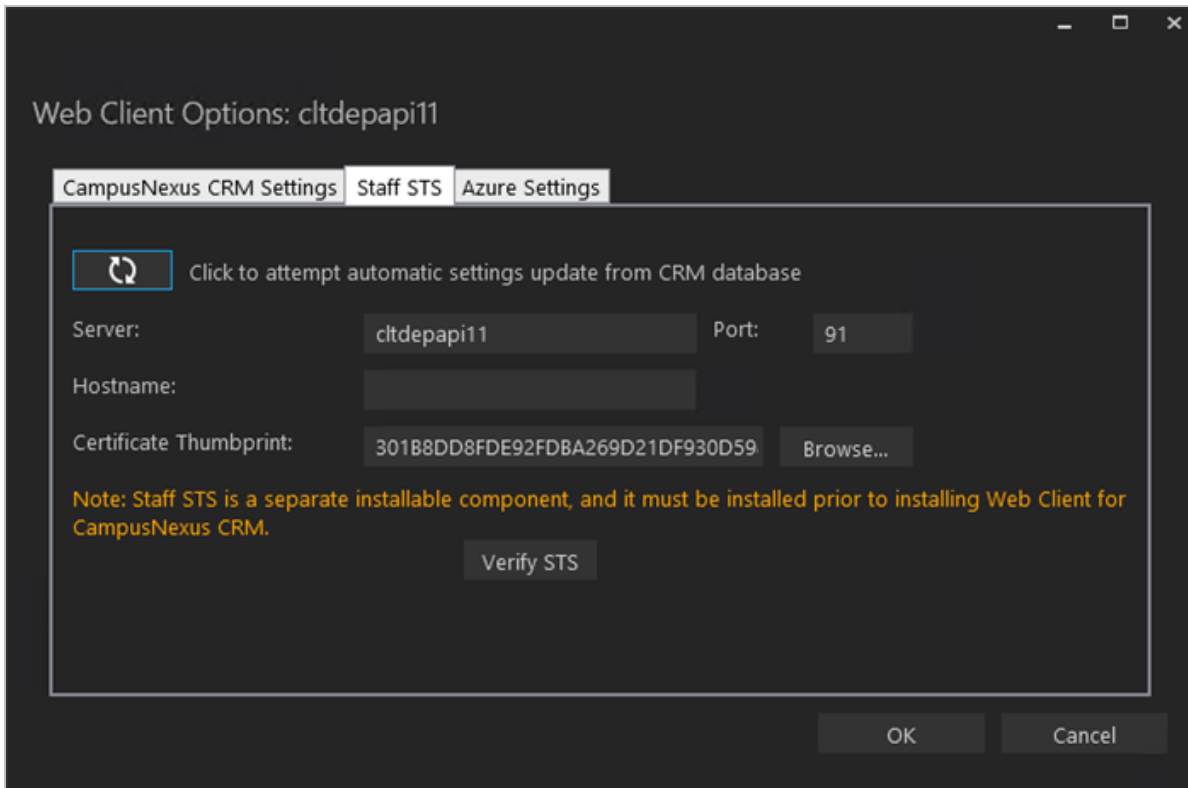 Web Client Options: cltdepapi11
CampusNexus CRM Settings Staff STS Azure Settings
Click to attempt automatic settings update from CRM database
Server: cltdepapi11 Port: 91
Hostname:
Certificate Thumbprint: 301B8DD8FDE92FDBA269D21DF930D59 Browse...
Note: Staff STS is a separate installable component, and it must be installed prior to installing Web Client for
CampusNexus CRM.
Verify STS
OK Cancel